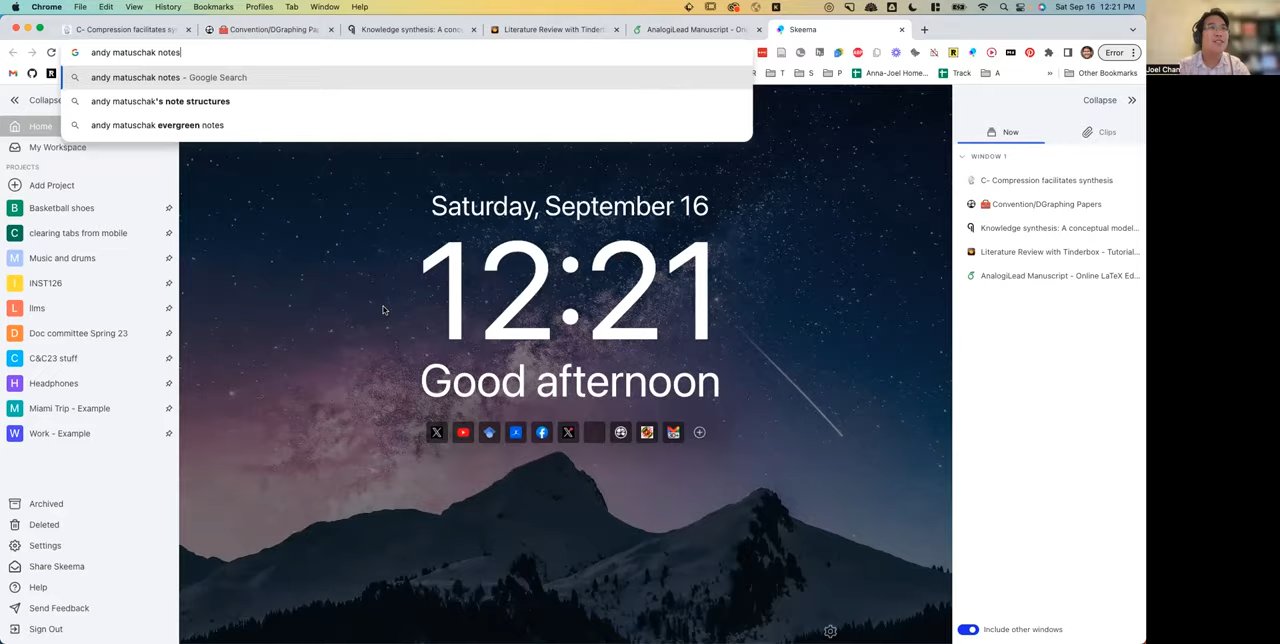 Chrome File Edit View History Bookmarks Profiles Tab Window Help
Sat Sep 16 12:21 PM
C- Compression facilitates sy
Convention/DGraphing Pa
Knowledge synthesis: A conc
Literature Review with Tinderb
AnalogiLead Manuscript - On
Skeema
andy matuschak notes
Error
andy matuschak notes - Google Search
andy matuschak's note structures
andy matuschak evergreen notes
T
S
P
Anna-Joel Home...
Track
A
Other Bookmarks
Collapse
Home
My Workspace
PROJECTS
Add Project
B Basketball shoes
C clearing tabs from mobile
M Music and drums
I INST126
L llms
D Doc committee Spring 23
C C&C23 stuff
H Headphones
M Miami Trip - Example
W Work - Example
Archived
Deleted
Settings
Share Skeema
Help
Send Feedback
Sign Out
Saturday, September 16
12:21
Good afternoon
Collapse
Now
Clips
WINDOW 1
C- Compression facilitates synthesis
Convention/DGraphing Papers
Knowledge synthesis: A conceptual model...
Literature Review with Tinderbox - Tutorial...
AnalogiLead Manuscript - Online LaTeX Ed...
Include other windows
Joel Chan